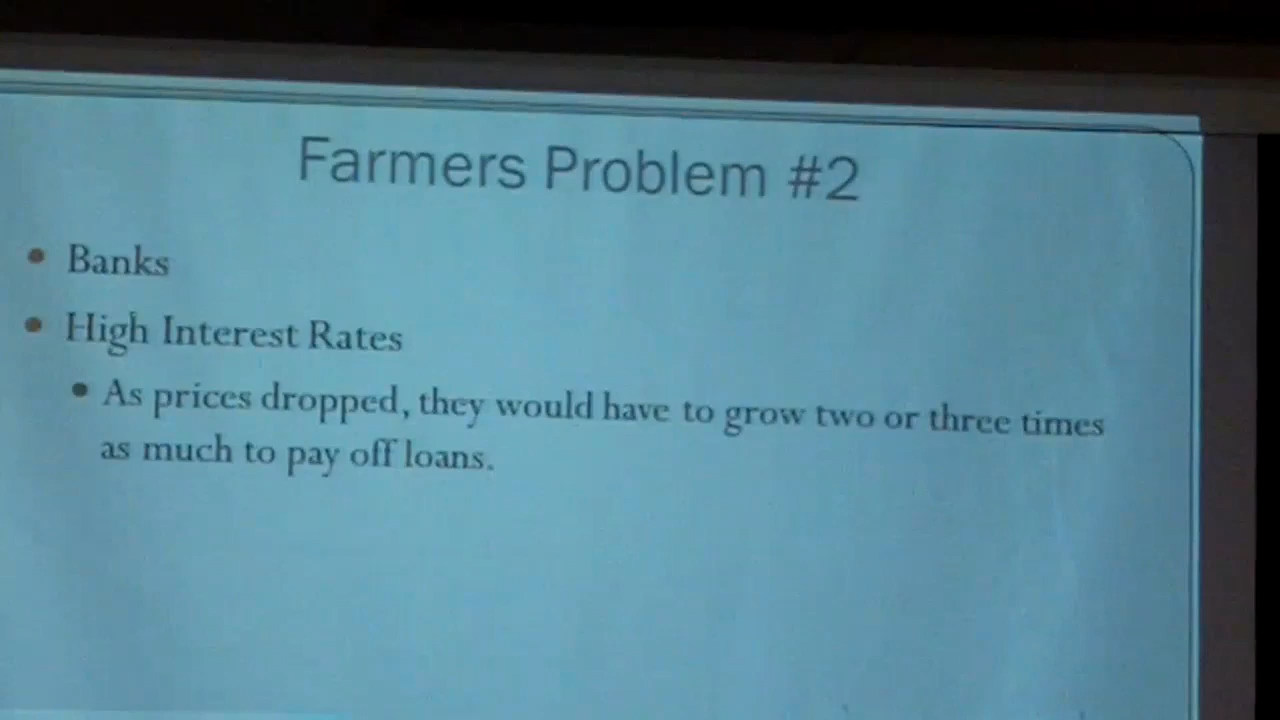 Farmers Problem #2
• Banks
• High Interest Rates
• As prices dropped, they would have to grow two or three times
as much to pay off loans.